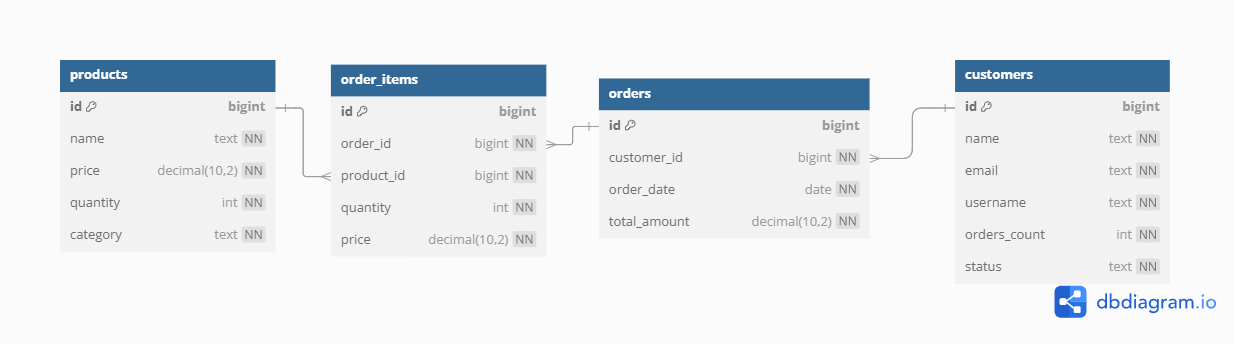 products
id bigint
name text NN
price decimal(10,2) NN
quantity int NN
category text NN
order_items
id bigint
order_id bigint NN
product_id bigint NN
quantity int NN
price decimal(10,2) NN
orders
id bigint
customer_id bigint NN
order_date date NN
total_amount decimal(10,2) NN
customers
id bigint
name text NN
email text NN
username text NN
orders_count int NN
status text NN
dbdiagram.io